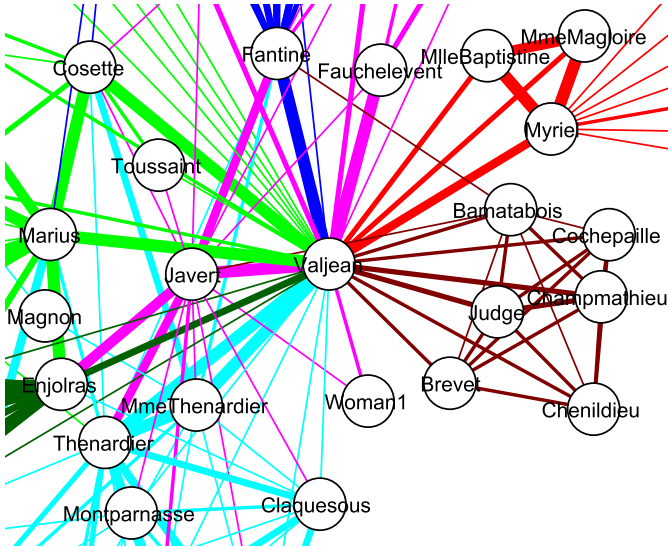 MmeMagloire
Fantine
MlleBaptistine
Cosette
Fauchelevent
Myriel
Toussaint
Bamatabois
Marius
Cochepaille
Valjean
Javert
Champmathieu
Magnon
Judge
Enjolras
Brevet
MmeThenardier
Woman1
Chenildieu
Thenardier
Claquesous
Montparnasse